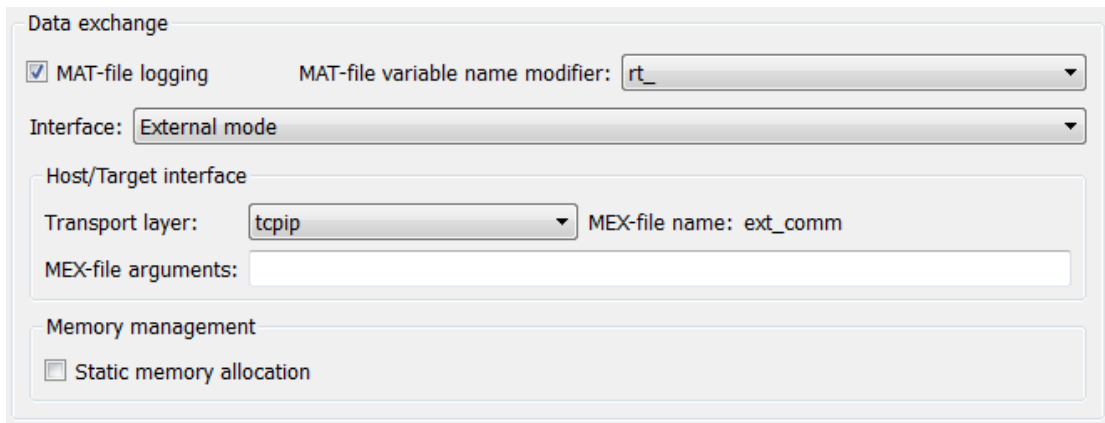 Data exchange
MAT-file logging MAT-file variable name modifier: rt_
Interface: External mode
Host/Target interface
Transport layer: tcpip MEX-file name: ext_comm
MEX-file arguments:
Memory management
Static memory allocation